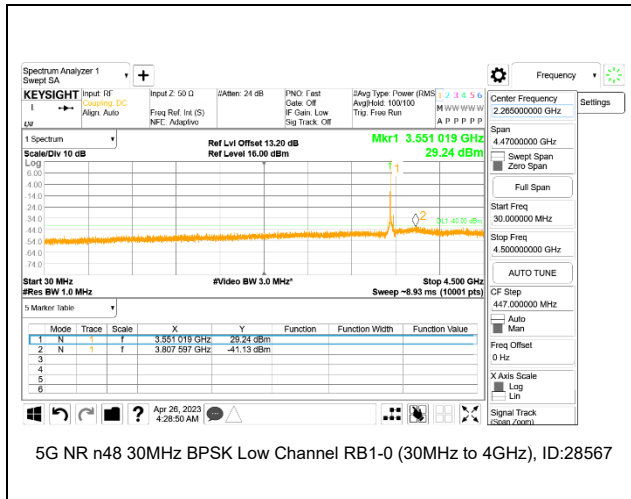 Spectrum Analyzer 1
Swept SA
+
Frequency
KEYSIGHT
Input: RF
Coupling: DC
Align: Auto
Input Z: 50 Ω
Freq Ref: Int (S)
NFE: Adaptive
#Atten: 24 dB
PNO: Fast
Gate: Off
IF Gain: Low
Sig Track: Off
#Avg Type: Power (RMS
Avg|Hold: 100/100
Trig: Free Run
1 2 3 4 5 6
M W W W W W
A P P P P P
1 Spectrum
Scale/Div 10 dB
Ref Lvl Offset 13.20 dB
Ref Level 16.00 dBm
Mkr1 3.551 019 GHz
29.24 dBm
Log
6.00
-4.00
-14.0
-24.0
-34.0
-44.0
-54.0
-64.0
-74.0
1
2
Start 30 MHz
#Res BW 1.0 MHz
#Video BW 3.0 MHz*
Stop 4.500 GHz
Sweep ~8.93 ms (10001 pts)
5 Marker Table
Mode Trace Scale X Y Function Function Width Function Value
1 N 1 f 3.551 019 GHz 29.24 dBm
2 N 1 f 3.807 597 GHz -41.13 dBm
3
4
5
6
Apr 26, 2023
4:28:50 AM
Center Frequency
2.265000000 GHz
Settings
Span
4.47000000 GHz
Swept Span
Zero Span
Full Span
Start Freq
30.000000 MHz
Stop Freq
4.500000000 GHz
AUTO TUNE
CF Step
447.000000 MHz
Auto
Man
Freq Offset
0 Hz
X Axis Scale
Log
Lin
Signal Track
(Span Zoom)
5G NR n48 30MHz BPSK Low Channel RB1-0 (30MHz to 4GHz), ID:28567